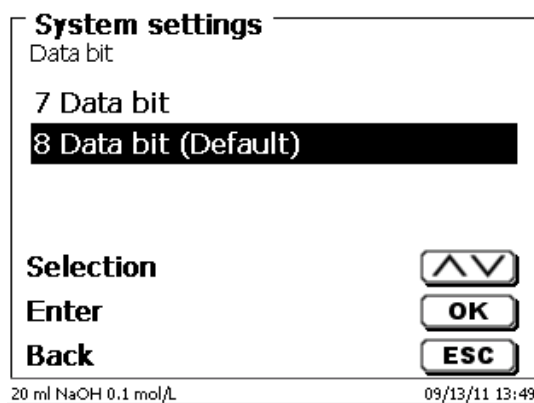 System settings
Data bit
7 Data bit
8 Data bit (Default)
Selection
Enter OK
Back ESC
20 ml NaOH 0.1 mol/L 09/13/11 13:49